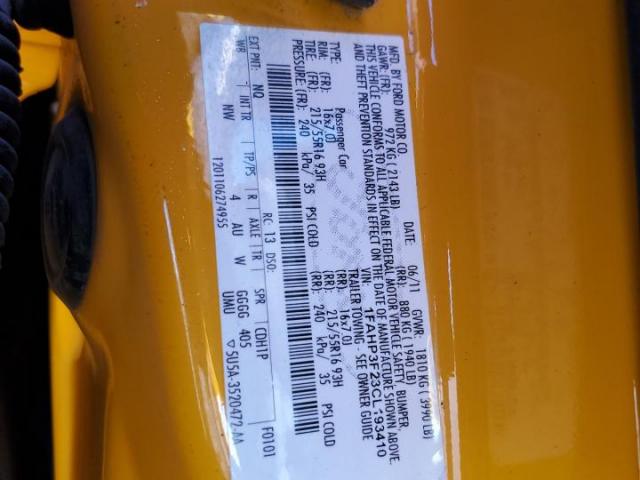 MFD. BY FORD MOTOR CO.
DATE: 06/11 GVWR: 1810 KG ( 3990 LB)
GAWR: (FR): 972 KG ( 2143 LB) (RR): 880 KG ( 1940 LB)
THIS VEHICLE CONFORMS TO ALL APPLICABLE FEDERAL MOTOR VEHICLE SAFETY, BUMPER,
AND THEFT PREVENTION STANDARDS IN EFFECT ON THE DATE OF MANUFACTURE SHOWN ABOVE.
VIN: 1FAHP3F23CL193410
TYPE: Passenger Car TRAILER TOWING - SEE OWNER GUIDE
RIM: (FR): 16x7.0J (RR): 16x7.0J
TIRE: (FR): 215/55R16 93H (RR): 215/55R16 93H
PRESSURE: (FR): 240 kPa/ 35 PSI COLD (RR): 240 kPa/ 35 PSI COLD
EXT PNT: NQ RC: 13 DSO: F0101
WB INT TR TP/PS R AXLE TR SPR CDH1P
NW 4 AU W GGGG 405
1201106274955 UMU ▽5U5A-3520472-AA